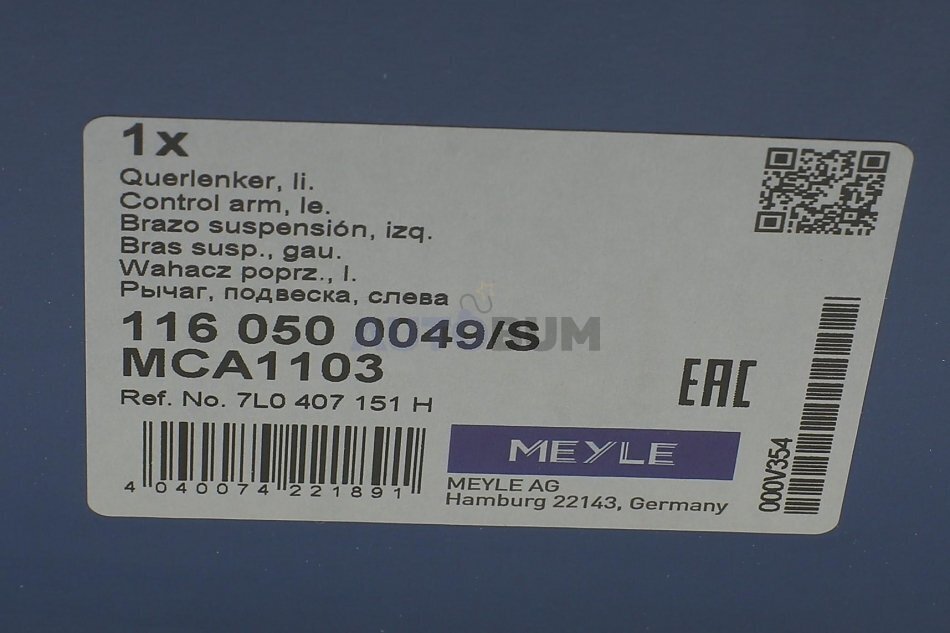 1x
Querlenker, li.
Control arm, le.
Brazo suspensión, izq.
Bras susp., gau.
Wahacz poprz., l.
Рычаг, подвеска, слева
116 050 0049/S
AUTOBUM
MCA1103
Ref. No. 7L0 407 151 H
4 040074 221891
MEYLE
MEYLE AG
Hamburg 22143, Germany
EAC
000V354